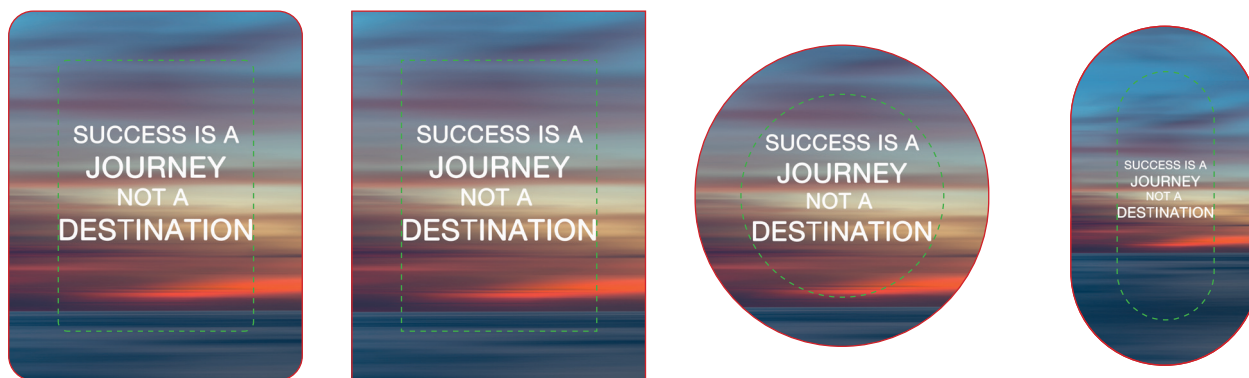 SUCCESS IS A
JOURNEY
NOT A
DESTINATION
SUCCESS IS A
JOURNEY
NOT A
DESTINATION
SUCCESS IS A
JOURNEY
NOT A
DESTINATION
SUCCESS IS A
JOURNEY
NOT A
DESTINATION